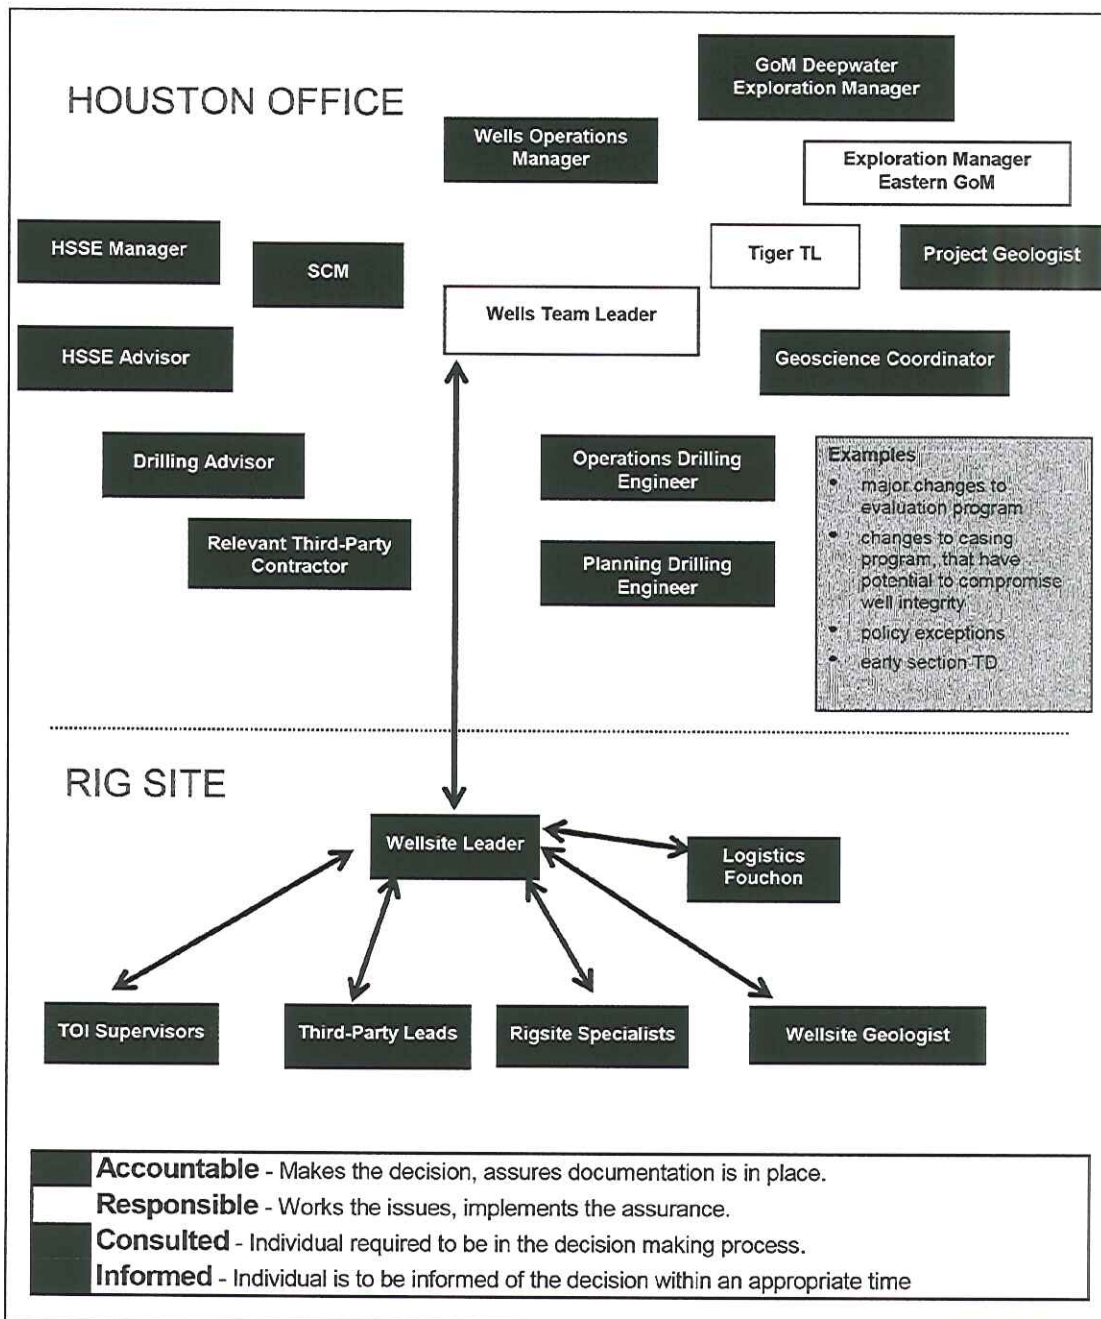 HOUSTON OFFICE
GoM Deepwater
Exploration Manager
Wells Operations
Manager
Exploration Manager
Eastern GoM
HSSE Manager
SCM
Tiger TL
Project Geologist
Wells Team Leader
HSSE Advisor
Geoscience Coordinator
Drilling Advisor
Operations Drilling
Engineer
Relevant Third-Party
Contractor
Planning Drilling
Engineer
Examples
• major changes to
evaluation program
• changes to casing
program, that have
potential to compromise
well integrity
• policy exceptions
• early section TD
RIG SITE
Wellsite Leader
Logistics
Fouchon
TOI Supervisors
Third-Party Leads
Rigsite Specialists
Wellsite Geologist
Accountable - Makes the decision, assures documentation is in place.
Responsible - Works the issues, implements the assurance.
Consulted - Individual required to be in the decision making process.
Informed - Individual is to be informed of the decision within an appropriate time